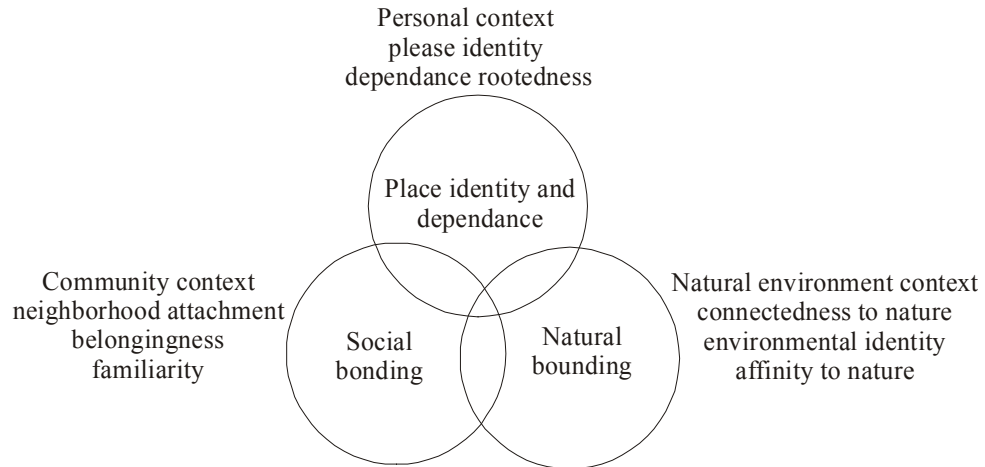 Personal context
please identity
dependance rootedness
Place identity and
dependance
Community context
neighborhood attachment
belongingness
familiarity
Social
bonding
Natural
bounding
Natural environment context
connectedness to nature
environmental identity
affinity to nature